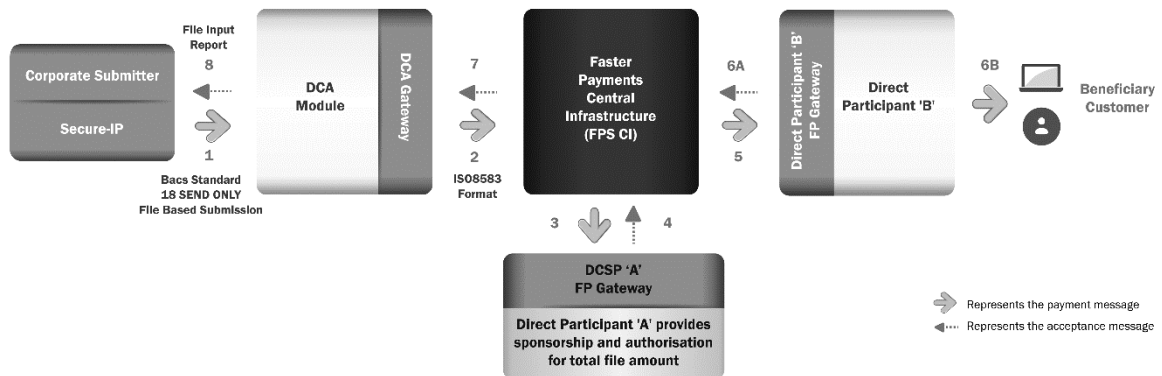 File Input
Report
8
Corporate Submitter
Secure-IP
1
Bacs Standard
18 SEND ONLY
File Based Submission
DCA
Module
DCA Gateway
7
2
ISO8583
Format
Faster
Payments
Central
Infrastructure
(FPS CI)
6A
5
Direct Participant 'B'
FP Gateway
Direct
Participant 'B'
6B
Beneficiary
Customer
3
4
DCSP 'A'
FP Gateway
Direct Participant 'A' provides
sponsorship and authorisation
for total file amount
Represents the payment message
Represents the acceptance message